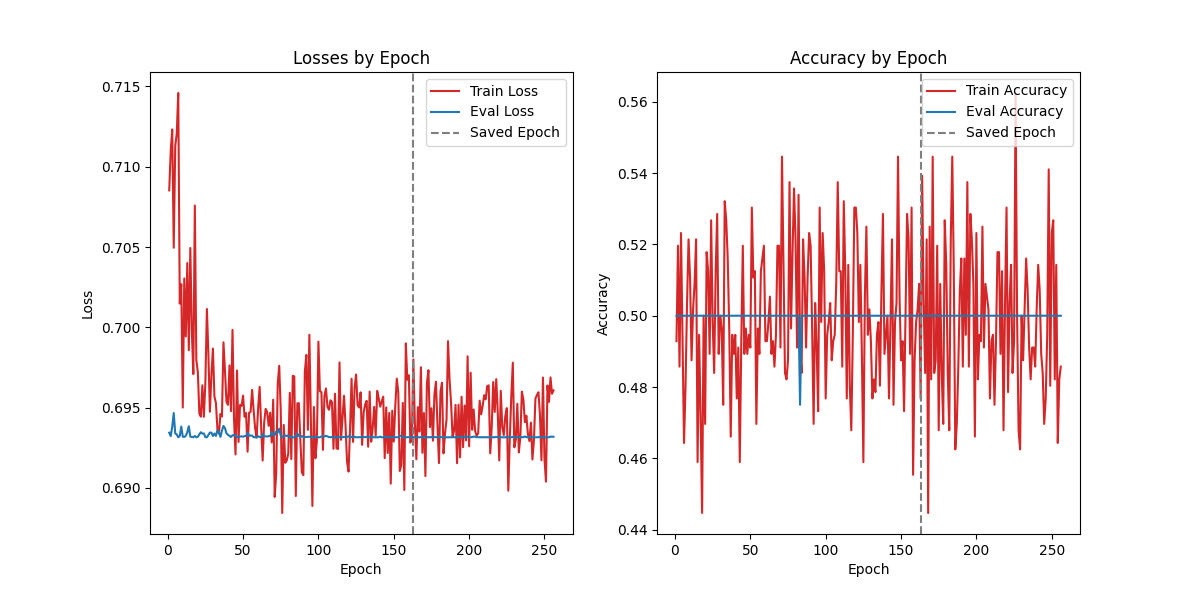 Losses by Epoch
0.715
0.710
0.705
0.700
0.695
0.690
Loss
0
50
100
150
200
250
Epoch
Train Loss
Eval Loss
Saved Epoch
Accuracy by Epoch
0.56
0.54
0.52
0.50
0.48
0.46
0.44
Accuracy
0
50
100
150
200
250
Epoch
Train Accuracy
Eval Accuracy
Saved Epoch